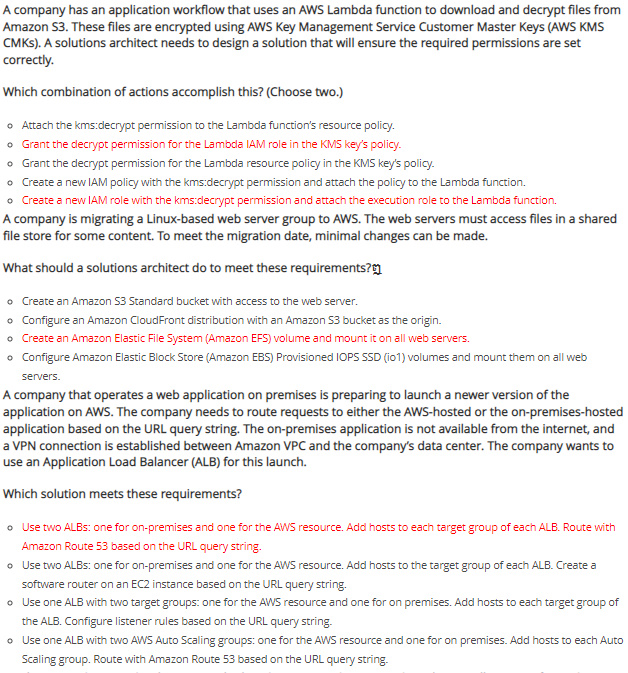 A company has an application workflow that uses an AWS Lambda function to download and decrypt files from
Amazon S3. These files are encrypted using AWS Key Management Service Customer Master Keys (AWS KMS
CMKs). A solutions architect needs to design a solution that will ensure the required permissions are set
correctly.
Which combination of actions accomplish this? (Choose two.)
Attach the kms:decrypt permission to the Lambda function's resource policy.
Grant the decrypt permission for the Lambda IAM role in the KMS key's policy.
Grant the decrypt permission for the Lambda resource policy in the KMS key's policy.
Create a new IAM policy with the kms:decrypt permission and attach the policy to the Lambda function.
Create a new IAM role with the kms:decrypt permission and attach the execution role to the Lambda function.
A company is migrating a Linux-based web server group to AWS. The web servers must access files in a shared
file store for some content. To meet the migration date, minimal changes can be made.
What should a solutions architect do to meet these requirements?
Create an Amazon S3 Standard bucket with access to the web server.
Configure an Amazon CloudFront distribution with an Amazon S3 bucket as the origin.
Create an Amazon Elastic File System (Amazon EFS) volume and mount it on all web servers.
Configure Amazon Elastic Block Store (Amazon EBS) Provisioned IOPS SSD (io1) volumes and mount them on all web
servers.
A company that operates a web application on premises is preparing to launch a newer version of the
application on AWS. The company needs to route requests to either the AWS-hosted or the on-premises-hosted
application based on the URL query string. The on-premises application is not available from the internet, and
a VPN connection is established between Amazon VPC and the company's data center. The company wants to
use an Application Load Balancer (ALB) for this launch.
Which solution meets these requirements?
Use two ALBs: one for on-premises and one for the AWS resource. Add hosts to each target group of each ALB. Route with
Amazon Route 53 based on the URL query string.
Use two ALBs: one for on-premises and one for the AWS resource. Add hosts to the target group of each ALB. Create a
software router on an EC2 instance based on the URL query string.
Use one ALB with two target groups: one for the AWS resource and one for on premises. Add hosts to each target group of
the ALB. Configure listener rules based on the URL query string.
Use one ALB with two AWS Auto Scaling groups: one for the AWS resource and one for on premises. Add hosts to each Auto
Scaling group. Route with Amazon Route 53 based on the URL query string.